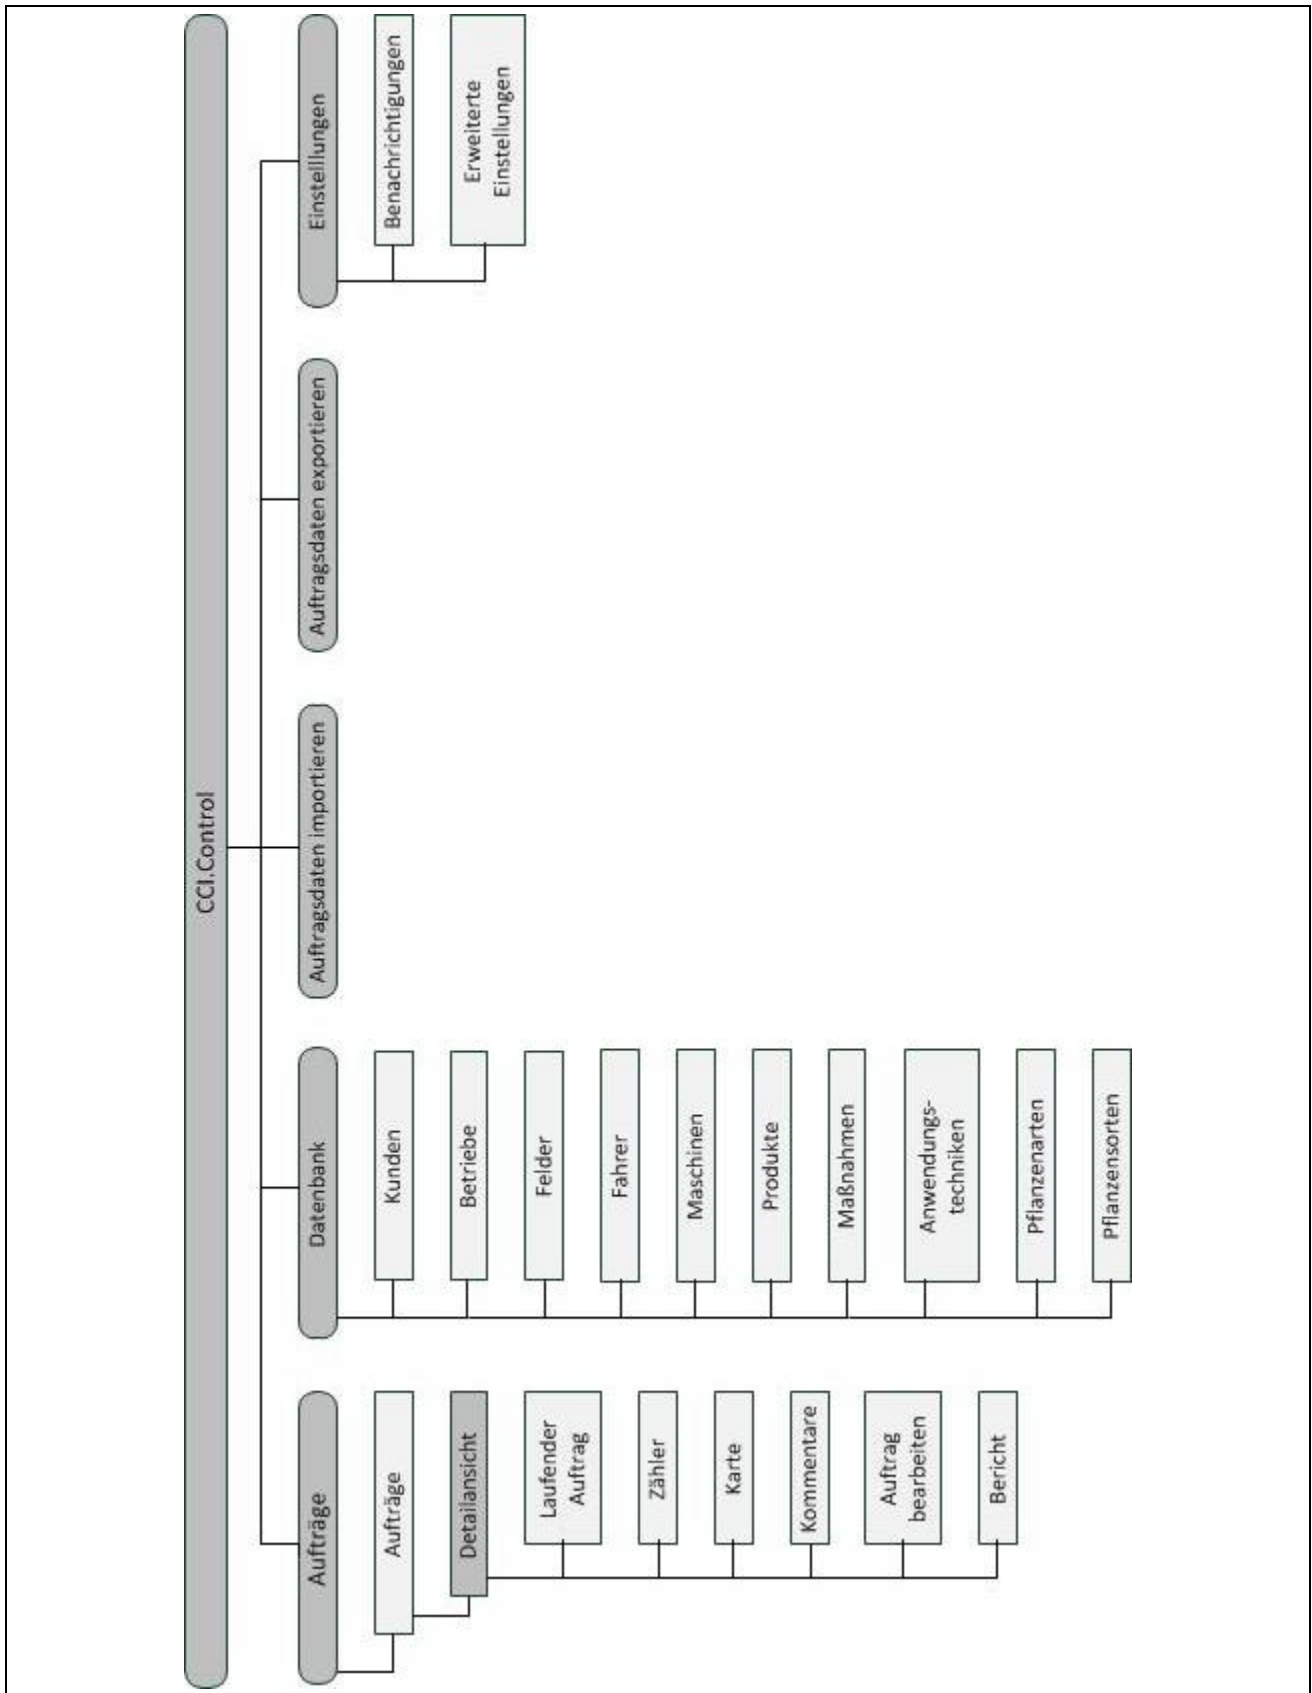 CCI.Control
Aufträge
Aufträge
Detailansicht
Laufender
Auftrag
Zähler
Karte
Kommentare
Auftrag
bearbeiten
Bericht
Datenbank
Kunden
Betriebe
Felder
Fahrer
Maschinen
Produkte
Maßnahmen
Anwendungs-
techniken
Pflanzenarten
Pflanzensorten
Auftragsdaten importieren
Auftragsdaten exportieren
Einstelllungen
Benachrichtigungen
Erweiterte
Einstellungen